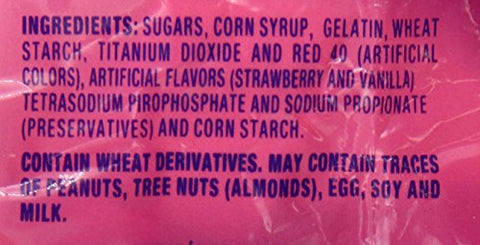 INGREDIENTS: SUGARS, CORN SYRUP, GELATIN, WHEAT
STARCH, TITANIUM DIOXIDE AND RED 40 (ARTIFICIAL
COLORS), ARTIFICIAL FLAVORS (STRAWBERRY AND VANILLA)
TETRASODIUM PIROPHOSPHATE AND SODIUM PROPIONATE
(PRESERVATIVES) AND CORN STARCH.
CONTAIN WHEAT DERIVATIVES. MAY CONTAIN TRACES
OF PEANUTS, TREE NUTS (ALMONDS), EGG, SOY AND
MILK.